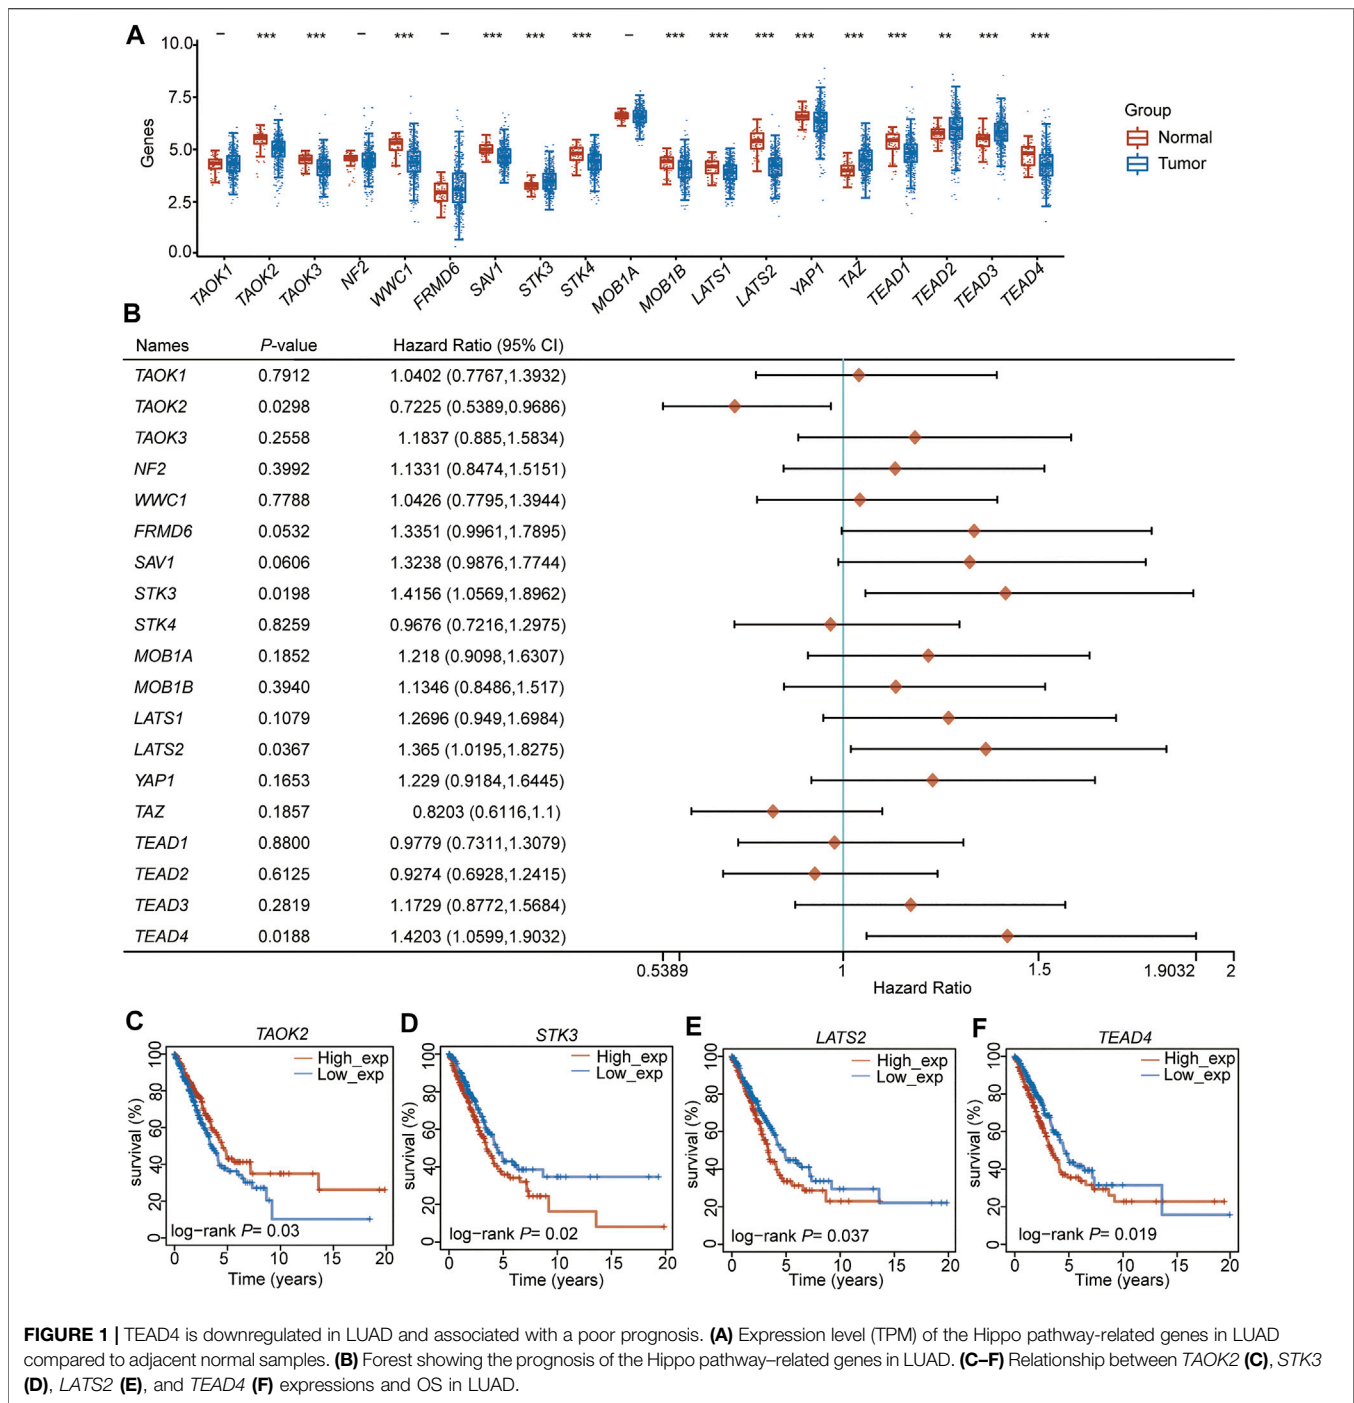 A
– *** *** – *** – *** *** *** – *** *** *** *** *** *** ** *** ***
10.0
7.5
5.0
2.5
0.0
Genes
Group
Normal
Tumor
TAOK1 TAOK2 TAOK3 NF2 WWC1 FRMD6 SAV1 STK3 STK4 MOB1A MOB1B LATS1 LATS2 YAP1 TAZ TEAD1 TEAD2 TEAD3 TEAD4
B
Names P-value Hazard Ratio (95% CI)
TAOK1 0.7912 1.0402 (0.7767,1.3932)
TAOK2 0.0298 0.7225 (0.5389,0.9686)
TAOK3 0.2558 1.1837 (0.885,1.5834)
NF2 0.3992 1.1331 (0.8474,1.5151)
WWC1 0.7788 1.0426 (0.7795,1.3944)
FRMD6 0.0532 1.3351 (0.9961,1.7895)
SAV1 0.0606 1.3238 (0.9876,1.7744)
STK3 0.0198 1.4156 (1.0569,1.8962)
STK4 0.8259 0.9676 (0.7216,1.2975)
MOB1A 0.1852 1.218 (0.9098,1.6307)
MOB1B 0.3940 1.1346 (0.8486,1.517)
LATS1 0.1079 1.2696 (0.949,1.6984)
LATS2 0.0367 1.365 (1.0195,1.8275)
YAP1 0.1653 1.229 (0.9184,1.6445)
TAZ 0.1857 0.8203 (0.6116,1.1)
TEAD1 0.8800 0.9779 (0.7311,1.3079)
TEAD2 0.6125 0.9274 (0.6928,1.2415)
TEAD3 0.2819 1.1729 (0.8772,1.5684)
TEAD4 0.0188 1.4203 (1.0599,1.9032)
0.5389 1 1.5 1.9032 2
Hazard Ratio
C
TAOK2
High_exp
Low_exp
survival (%)
100
80
60
40
20
0
log−rank P= 0.03
0 5 10 15 20
Time (years)
D
STK3
High_exp
Low_exp
survival (%)
100
80
60
40
20
0
log−rank P= 0.02
0 5 10 15 20
Time (years)
E
LATS2
High_exp
Low_exp
survival (%)
100
80
60
40
20
0
log−rank P= 0.037
0 5 10 15 20
Time (years)
F
TEAD4
High_exp
Low_exp
survival (%)
100
80
60
40
20
0
log−rank P= 0.019
0 5 10 15 20
Time (years)
FIGURE 1 | TEAD4 is downregulated in LUAD and associated with a poor prognosis. (A) Expression level (TPM) of the Hippo pathway-related genes in LUAD
compared to adjacent normal samples. (B) Forest showing the prognosis of the Hippo pathway–related genes in LUAD. (C–F) Relationship between TAOK2 (C), STK3
(D), LATS2 (E), and TEAD4 (F) expressions and OS in LUAD.